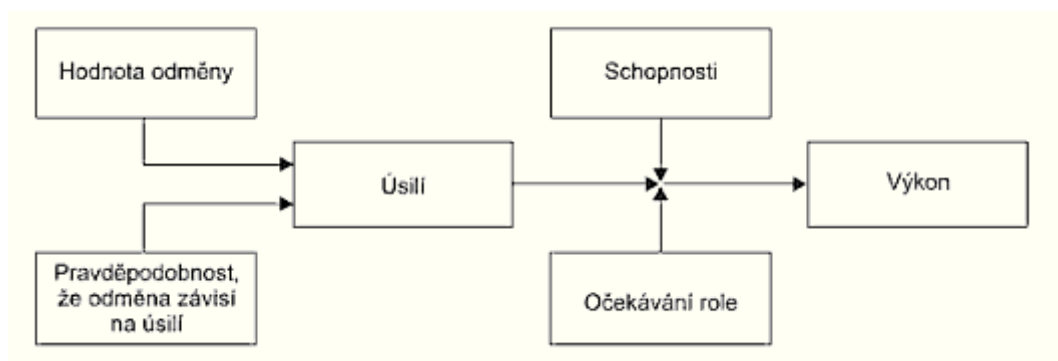 Hodnota odměny
Schopnosti
Úsilí
Výkon
Pravděpodobnost,
že odměna závisí
na úsilí
Očekávání role